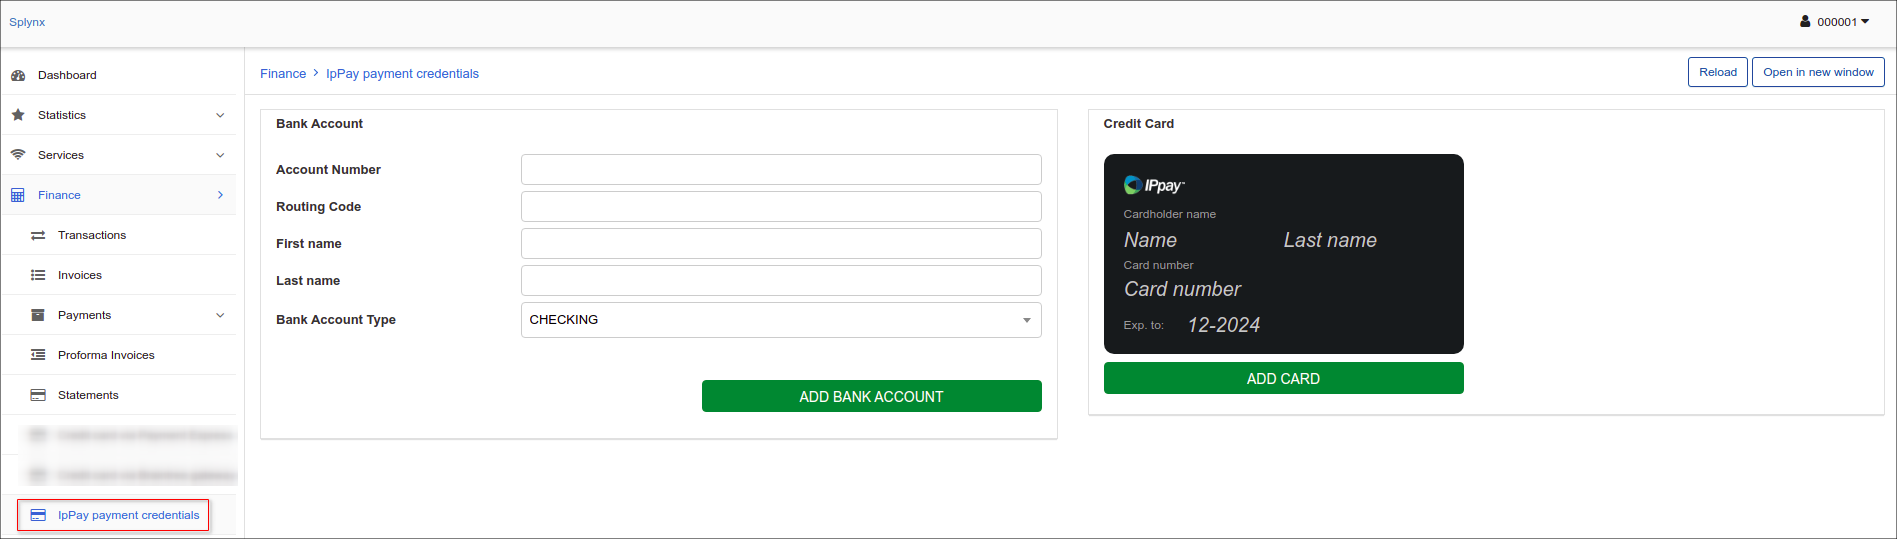 Splynx
000001
Dashboard
Statistics
Services
Finance
Transactions
Invoices
Payments
Proforma Invoices
Statements
IpPay payment credentials
Finance > IpPay payment credentials
Reload
Open in new window
Bank Account
Account Number
Routing Code
First name
Last name
Bank Account Type
CHECKING
ADD BANK ACCOUNT
Credit Card
IPpay
Cardholder name
Name Last name
Card number
Card number
Exp. to: 12-2024
ADD CARD